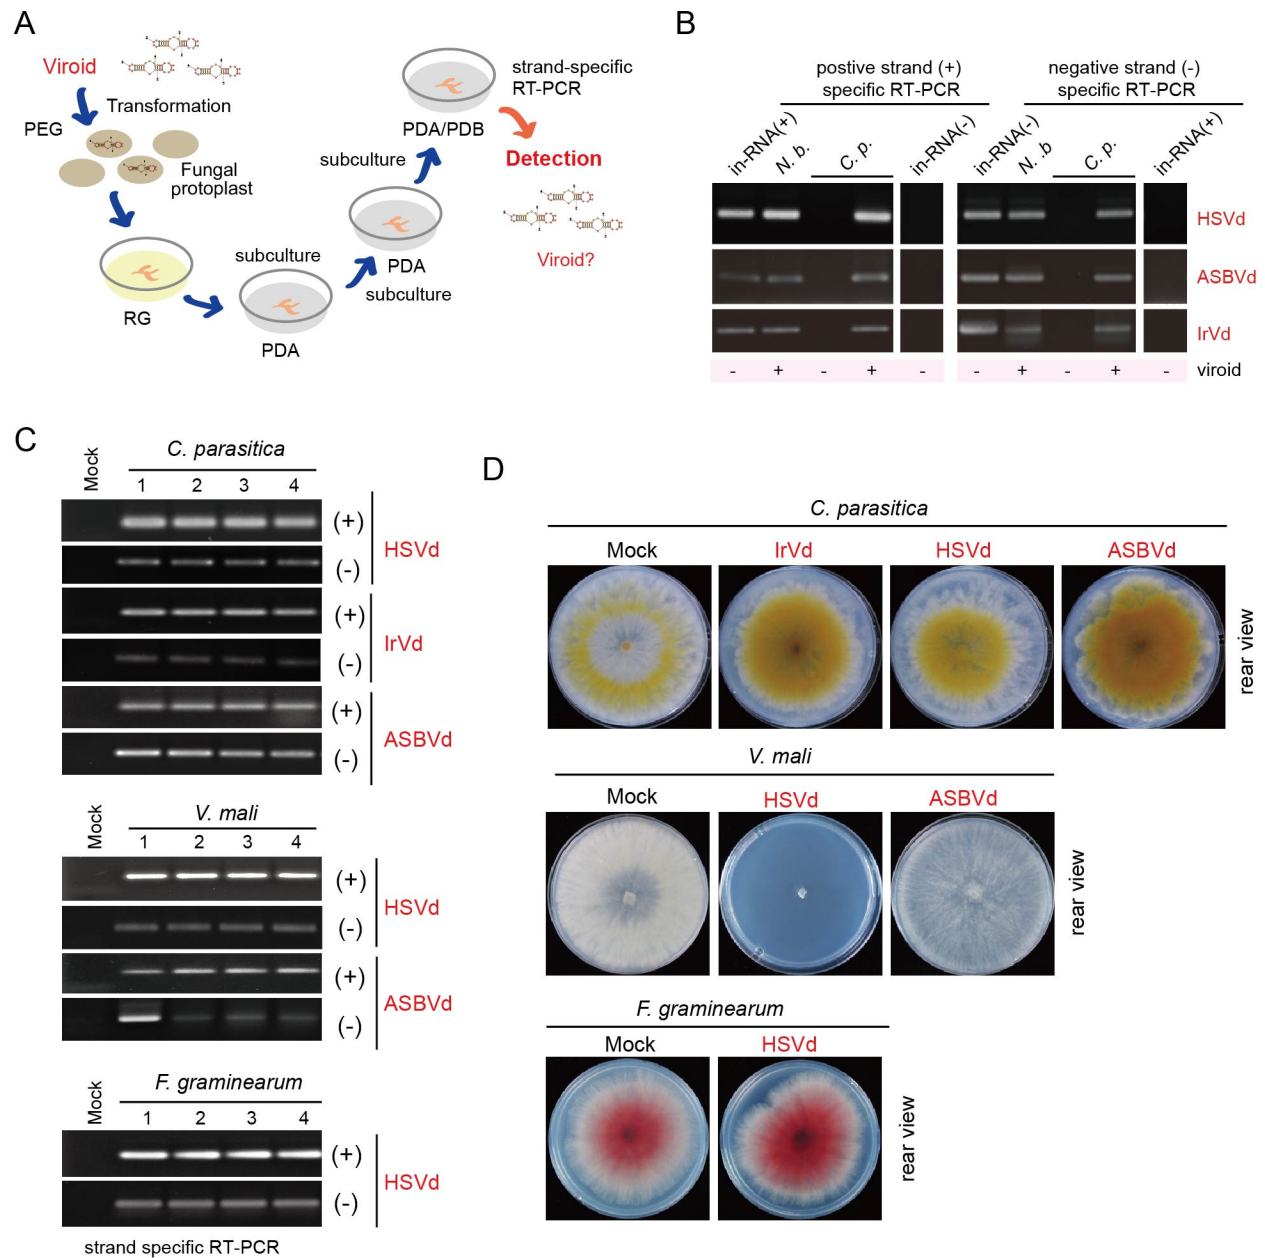 A
Viroid
Transformation
PEG
Fungal
protoplast
RG
subculture
PDA
subculture
PDA
subculture
PDA/PDB
strand-specific
RT-PCR
Detection
Viroid?
B
postive strand (+)
specific RT-PCR
negative strand (-)
specific RT-PCR
in-RNA(+)
N. b.
C. p.
in-RNA(-)
in-RNA(-)
N. .b
C. p.
in-RNA(+)
HSVd
ASBVd
IrVd
- + - + - - + - + - viroid
C
Mock
C. parasitica
1 2 3 4
(+)
(-)
HSVd
(+)
(-)
IrVd
(+)
(-)
ASBVd
Mock
V. mali
1 2 3 4
(+)
(-)
HSVd
(+)
(-)
ASBVd
Mock
F. graminearum
1 2 3 4
(+)
(-)
HSVd
strand specific RT-PCR
D
C. parasitica
Mock IrVd HSVd ASBVd
rear view
V. mali
Mock HSVd ASBVd
rear view
F. graminearum
Mock HSVd
rear view